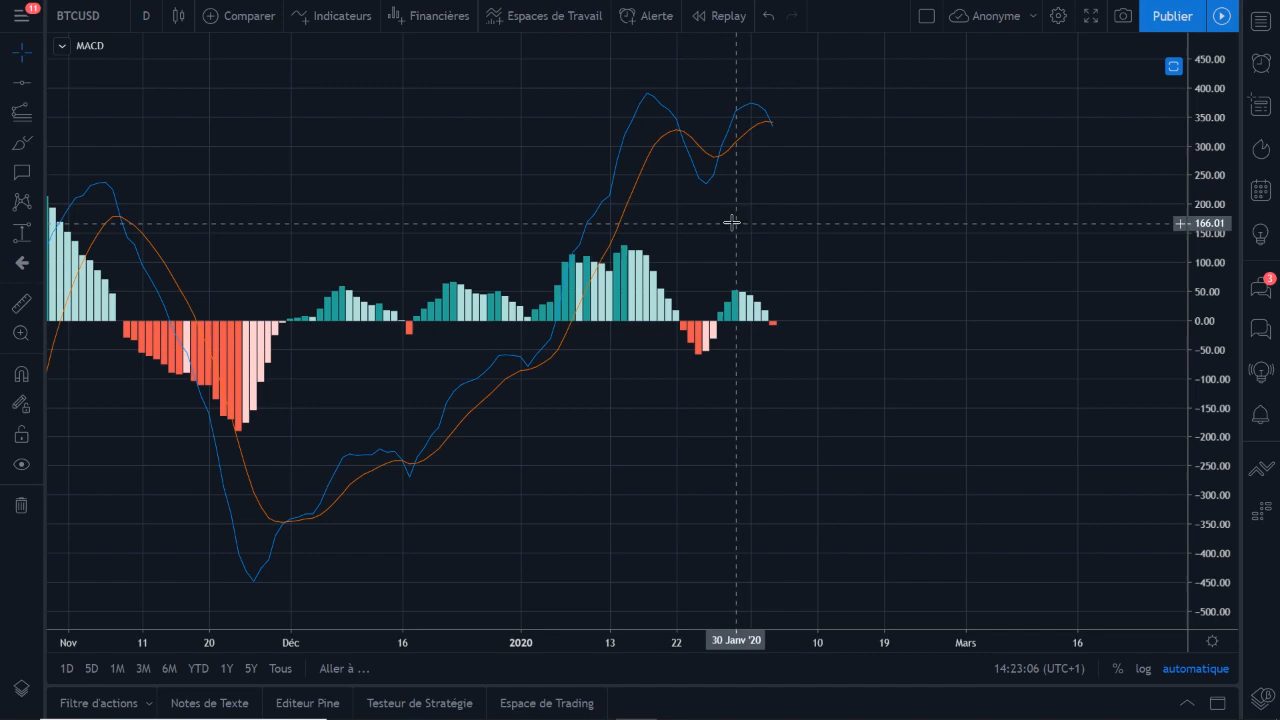 11
BTCUSD
D
Comparer
Indicateurs
Financières
Espaces de Travail
Alerte
Replay
Anonyme
Publier
MACD
450.00
400.00
350.00
300.00
250.00
200.00
166.01
150.00
100.00
50.00
0.00
-50.00
-100.00
-150.00
-200.00
-250.00
-300.00
-350.00
-400.00
-450.00
-500.00
3
Nov
11
20
Déc
16
2020
13
22
30 Janv '20
10
19
Mars
16
1D
5D
1M
3M
6M
YTD
1Y
5Y
Tous
Aller à ...
14:23:06 (UTC+1)
%
log
automatique
Filtre d'actions
Notes de Texte
Editeur Pine
Testeur de Stratégie
Espace de Trading